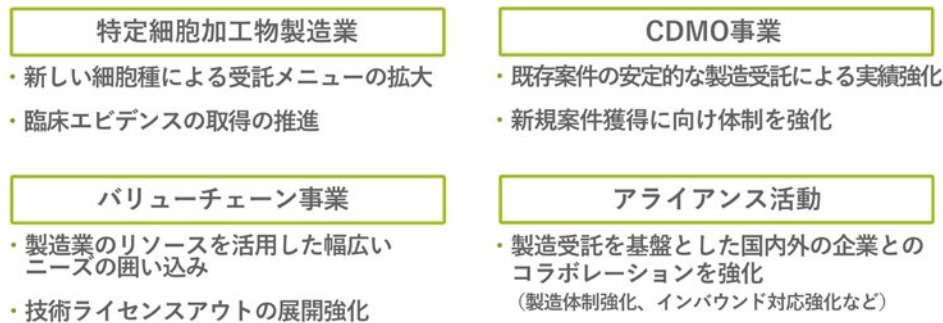 特定細胞加工物製造業
・新しい細胞種による受託メニューの拡大
・臨床エビデンスの取得の推進
CDMO事業
・既存案件の安定的な製造受託による実績強化
・新規案件獲得に向け体制を強化
バリューチェーン事業
・製造業のリソースを活用した幅広い
ニーズの囲い込み
・技術ライセンスアウトの展開強化
アライアンス活動
・製造受託を基盤とした国内外の企業との
コラボレーションを強化
（製造体制強化、インバウンド対応強化など）